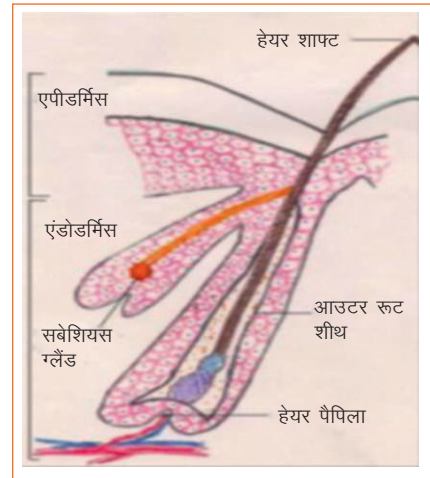 हेयर शाफ्ट
एपीडर्मिस
एंडोडर्मिस
सबेशियस
ग्लैंड
आउटर रूट
शीथ
हेयर पैपिला